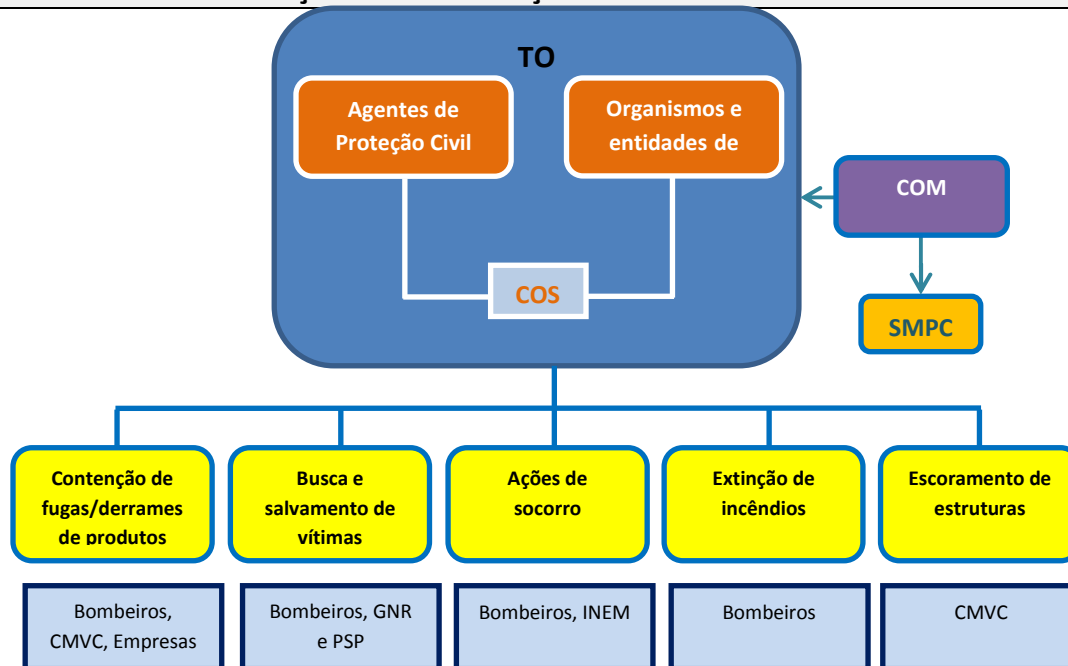 TO
Agentes de
Proteção Civil
Organismos e
entidades de
COM
COS
SMPC
Contenção de
fugas/derrames
de produtos
Busca e
salvamento de
vítimas
Ações de
socorro
Extinção de
incêndios
Escoramento de
estruturas
Bombeiros,
CMVC, Empresas
Bombeiros, GNR
e PSP
Bombeiros, INEM
Bombeiros
CMVC